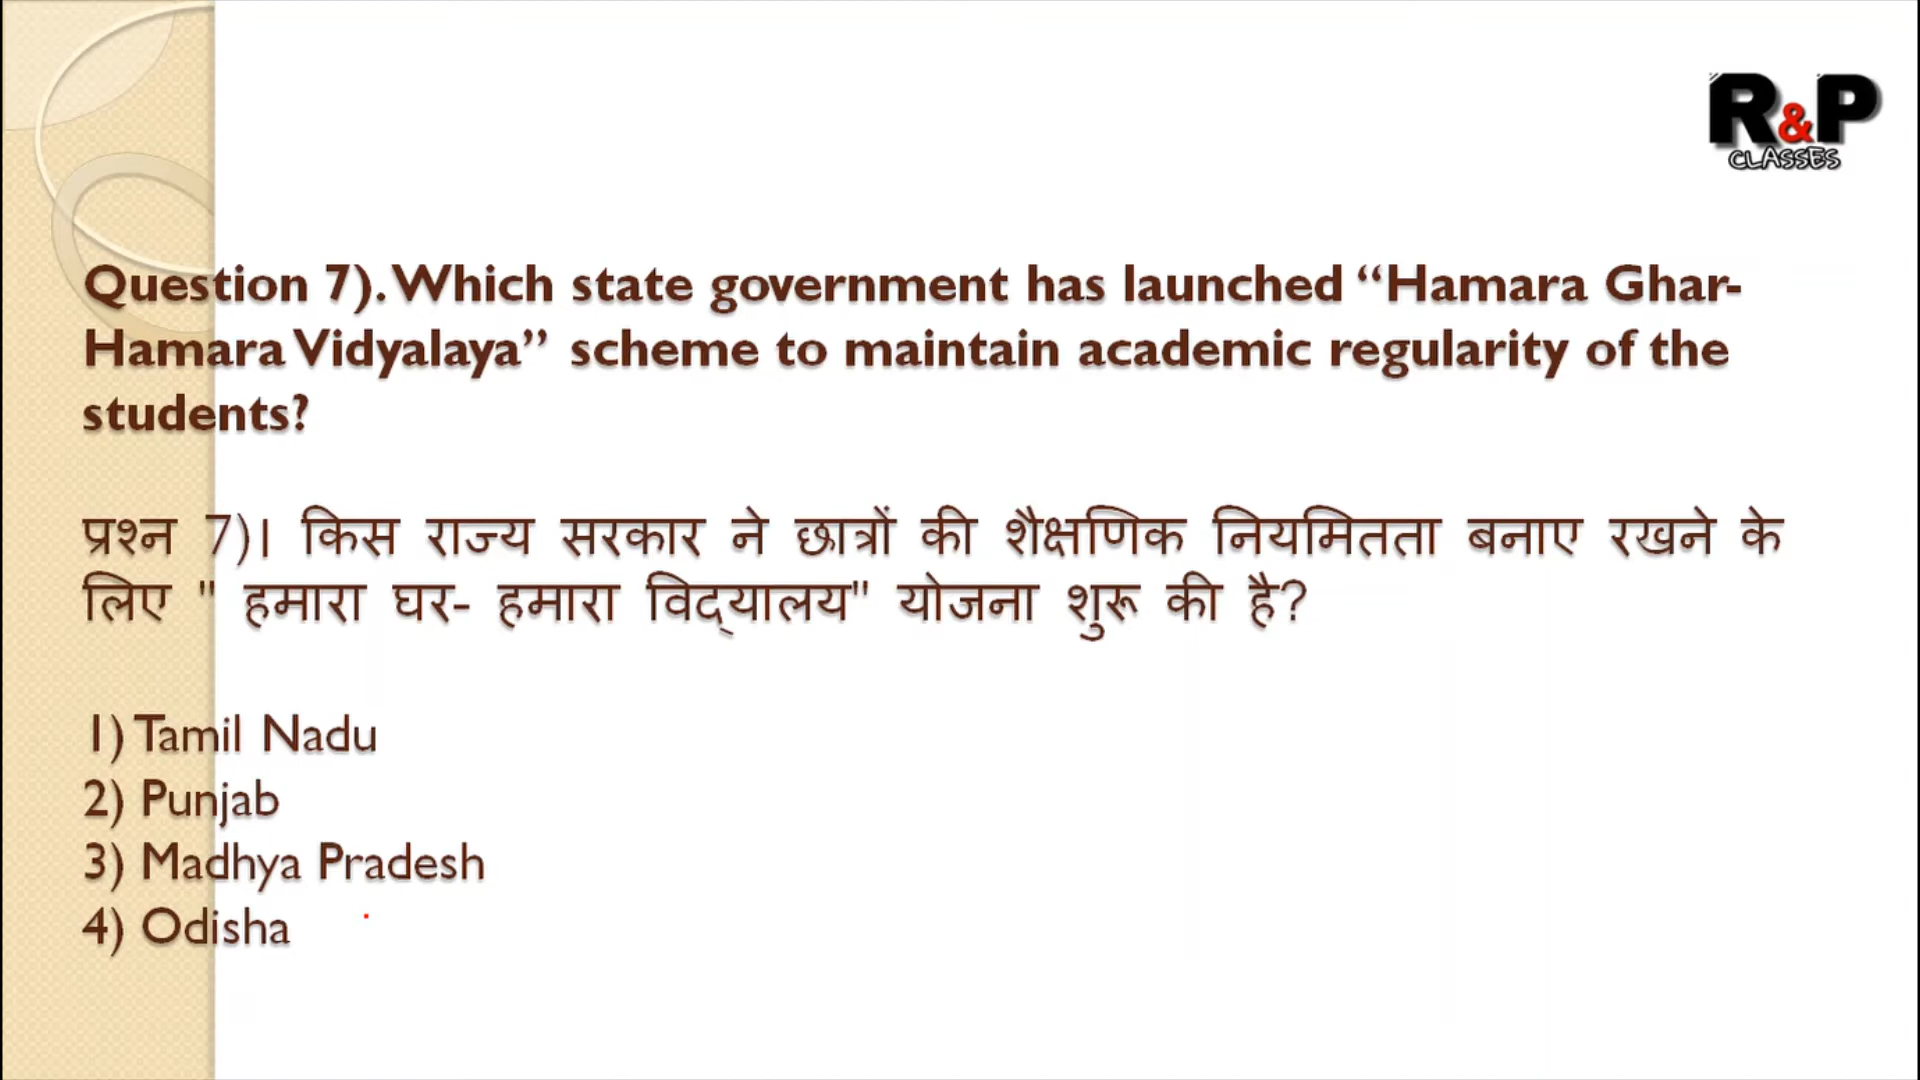 R&P
CLASSES
Question 7). Which state government has launched “Hamara Ghar-
Hamara Vidyalaya” scheme to maintain academic regularity of the
students?
प्रश्न 7)। किस राज्य सरकार ने छात्रों की शैक्षणिक नियमितता बनाए रखने के
लिए " हमारा घर- हमारा विद्यालय" योजना शुरू की है?
1) Tamil Nadu
2) Punjab
3) Madhya Pradesh
4) Odisha